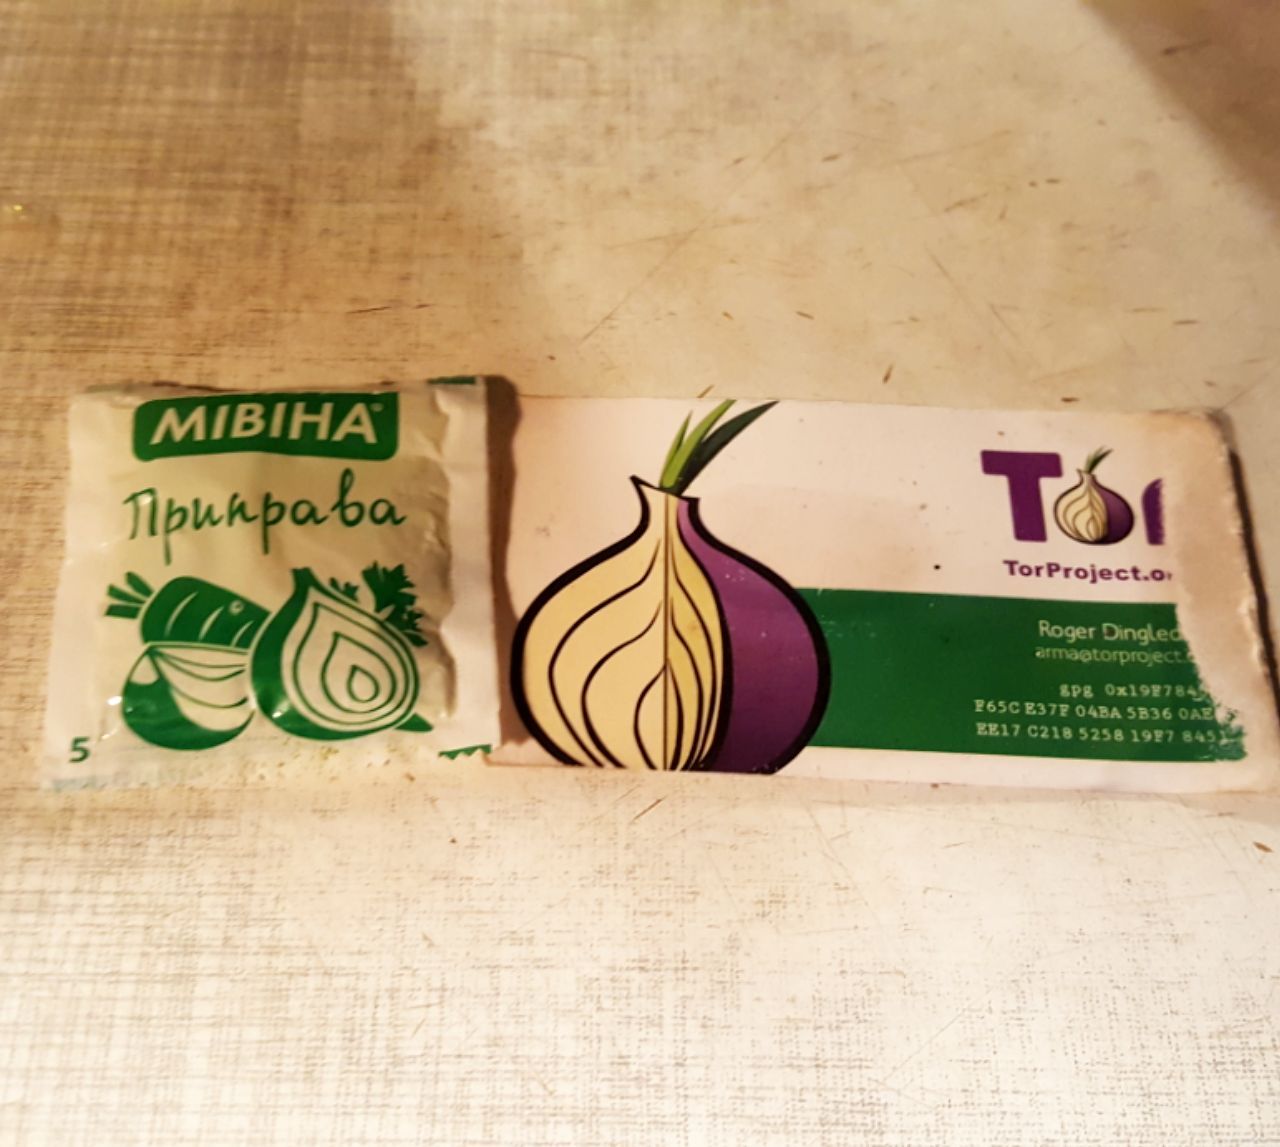 МІВІНА
Приправа
5
Tor
TorProject.or
Roger Dingled
arma@torproject.
gpg 0x19F784
F65C E37F 04BA 5B36 0AE
EE17 C218 5258 19F7 8451